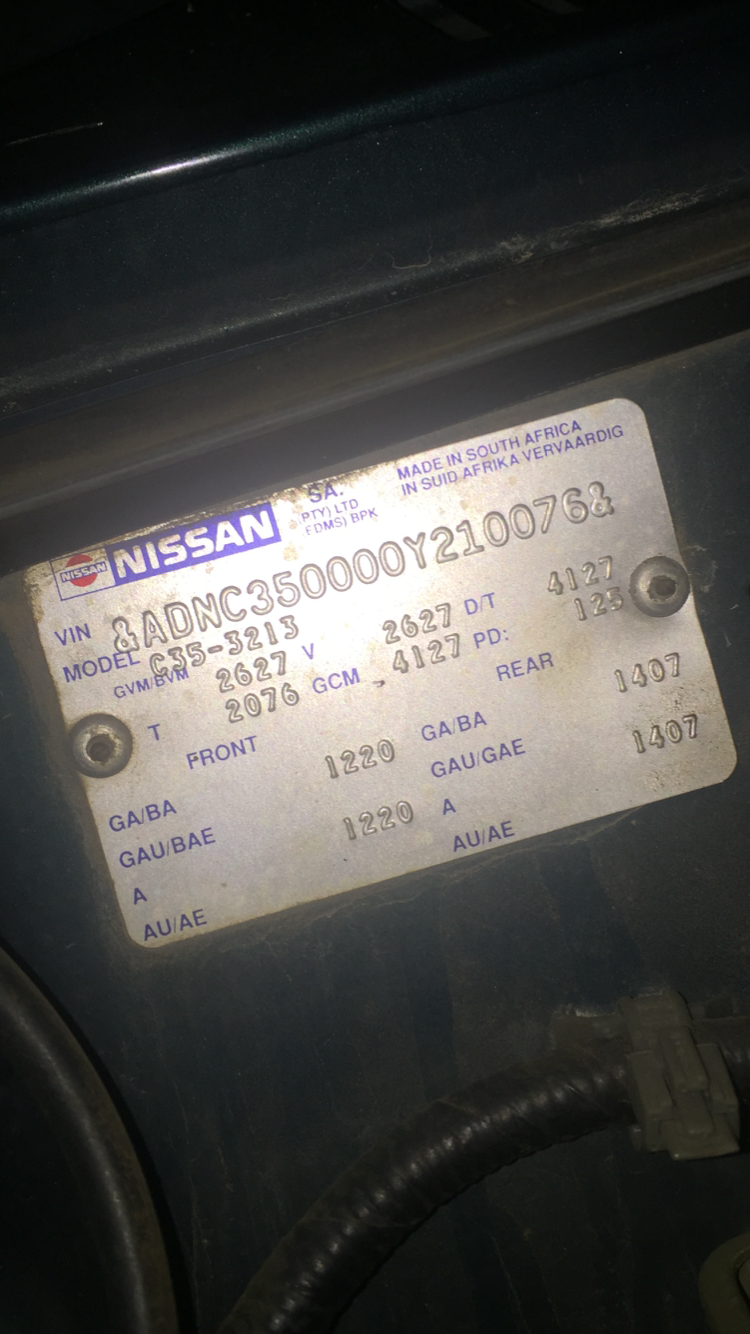 NISSAN NISSAN SA.
(PTY) LTD
(EDMS) BPK
MADE IN SOUTH AFRICA
IN SUID AFRIKA VERVAARDIG
VIN &ADNC350000Y210076&
MODEL C35-3213
GVM/BVM 2627 V 2627 D/T 4127
T 2076 GCM 4127 PD: 125
FRONT REAR
GA/BA 1220 GA/BA 1407
GAU/BAE 1220 GAU/GAE 1407
A A
AU/AE AU/AE